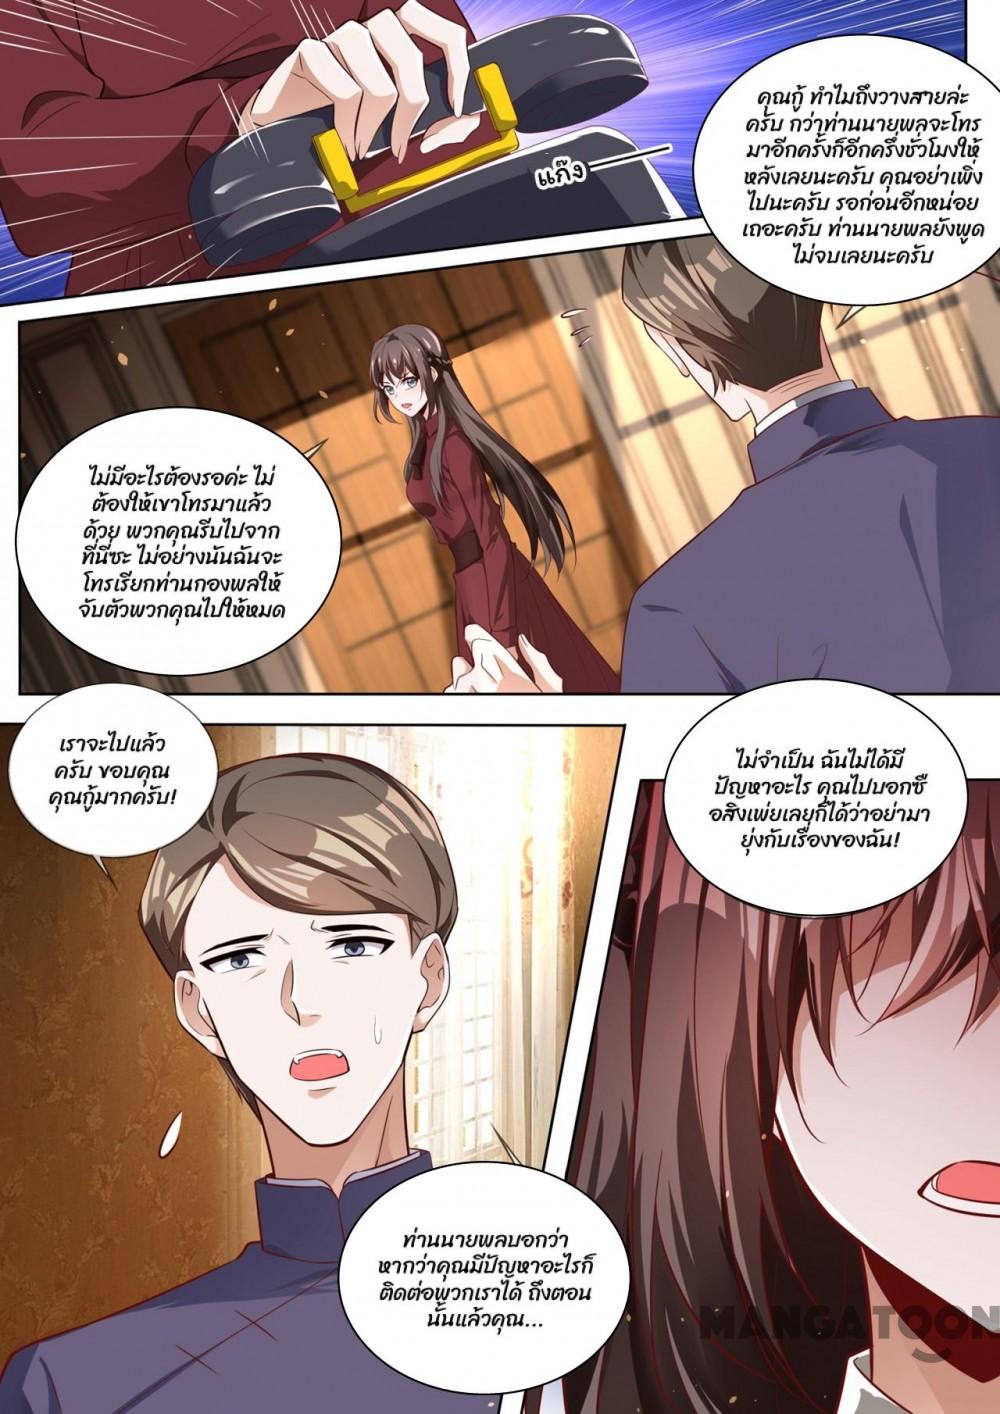 คุณกู้ ทำไมถึงวางสายล่ะ
ครับ กว่าท่านนายพลจะโทร
มาอีกครั้งก็อีกครึ่งชั่วโมงให้
หลังเลยนะครับ คุณอย่าเพิ่ง
ไปนะครับ รอก่อนอีกหน่อย
เถอะครับ ท่านนายพลยังพูด
ไม่จบเลยนะครับ
แก๊ง
ไม่มีอะไรต้องรอค่ะ ไม่
ต้องให้เขาโทรมาแล้ว
ด้วย พวกคุณรีบไปจาก
ที่นี่ซะ ไม่อย่างนันฉันจะ
โทรเรียกท่านกองพลให้
จับตัวพวกคุณไปให้หมด
เราจะไปแล้ว
ครับ ขอบคุณ
คุณกู้มากครับ!
ไม่จำเป็น ฉันไม่ได้มี
ปัญหาอะไร คุณไปบอกซื
อสิงเพ่ยเลยก็ได้ว่าอย่ามา
ยุ่งกับเรื่องของฉัน!
ท่านนายพลบอกว่า
หากว่าคุณมีปัญหาอะไรก็
ติดต่อพวกเราได้ ถึงตอน
นั้นแล้วคุณ...
MANGATOON